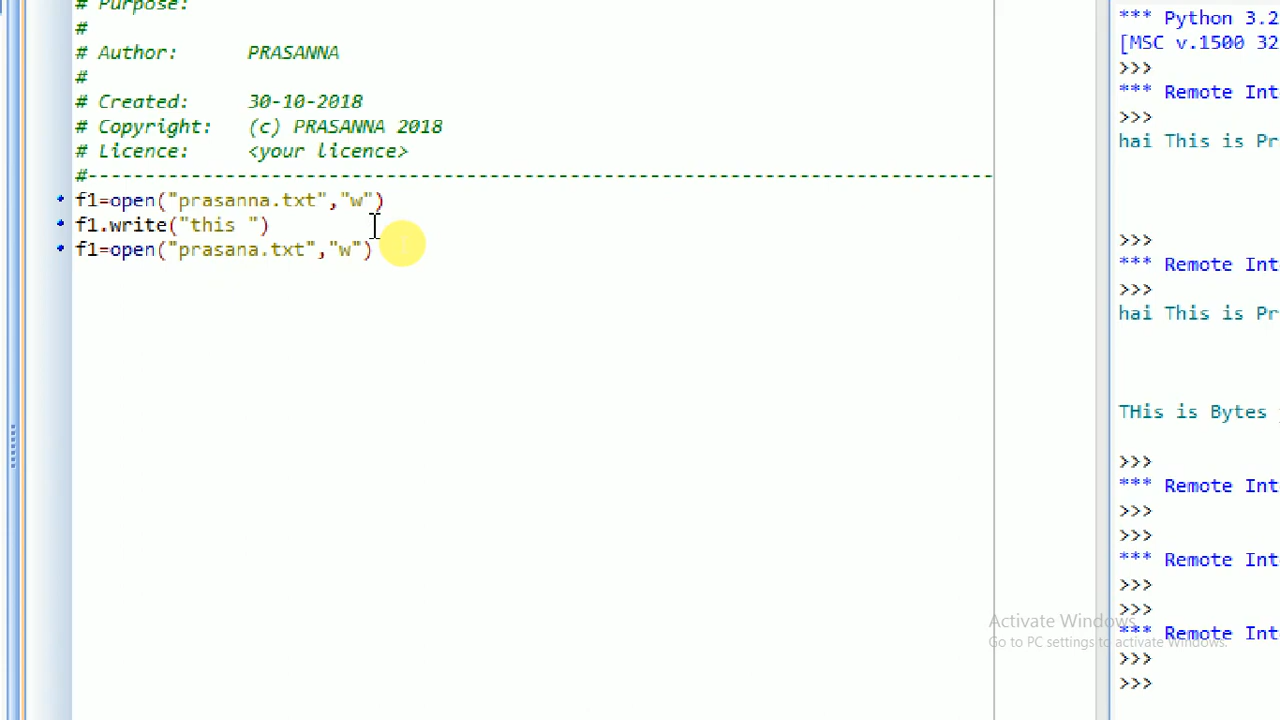 # Purpose:
#
# Author:      PRASANNA
#
# Created:     30-10-2018
# Copyright:   (c) PRASANNA 2018
# Licence:     <your licence>
#-------------------------------------------------------------------------------
f1=open("prasanna.txt","w")
f1.write("this ")
f1=open("prasana.txt","w")
*** Python 3.2
[MSC v.1500 32
>>>
*** Remote Int
>>>
hai This is Pr
>>>
*** Remote Int
>>>
hai This is Pr
THis is Bytes
>>>
*** Remote Int
>>>
>>>
*** Remote Int
>>>
>>>
*** Remote Int
>>>
>>>
Activate Windows
Go to PC settings to activate Windows.